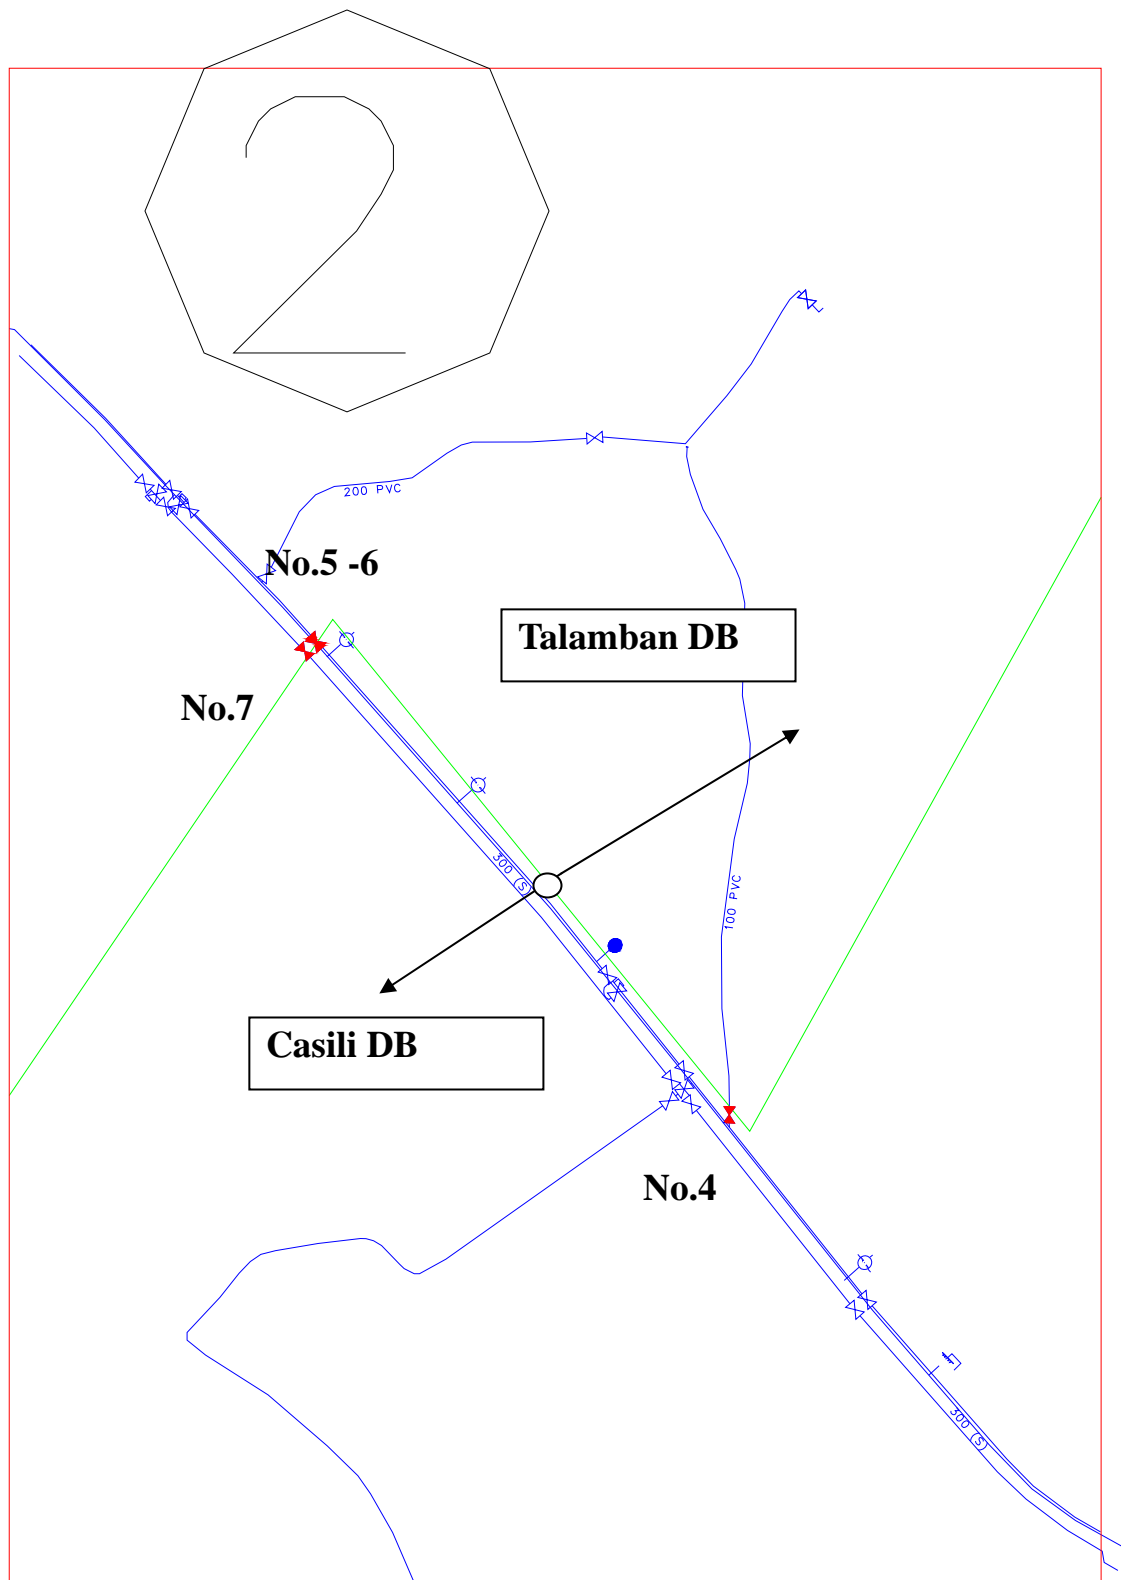 2
200 PVC
No.5 -6
Talamban DB
No.7
300 (S)
100 PVC
Casili DB
No.4
300 (S)